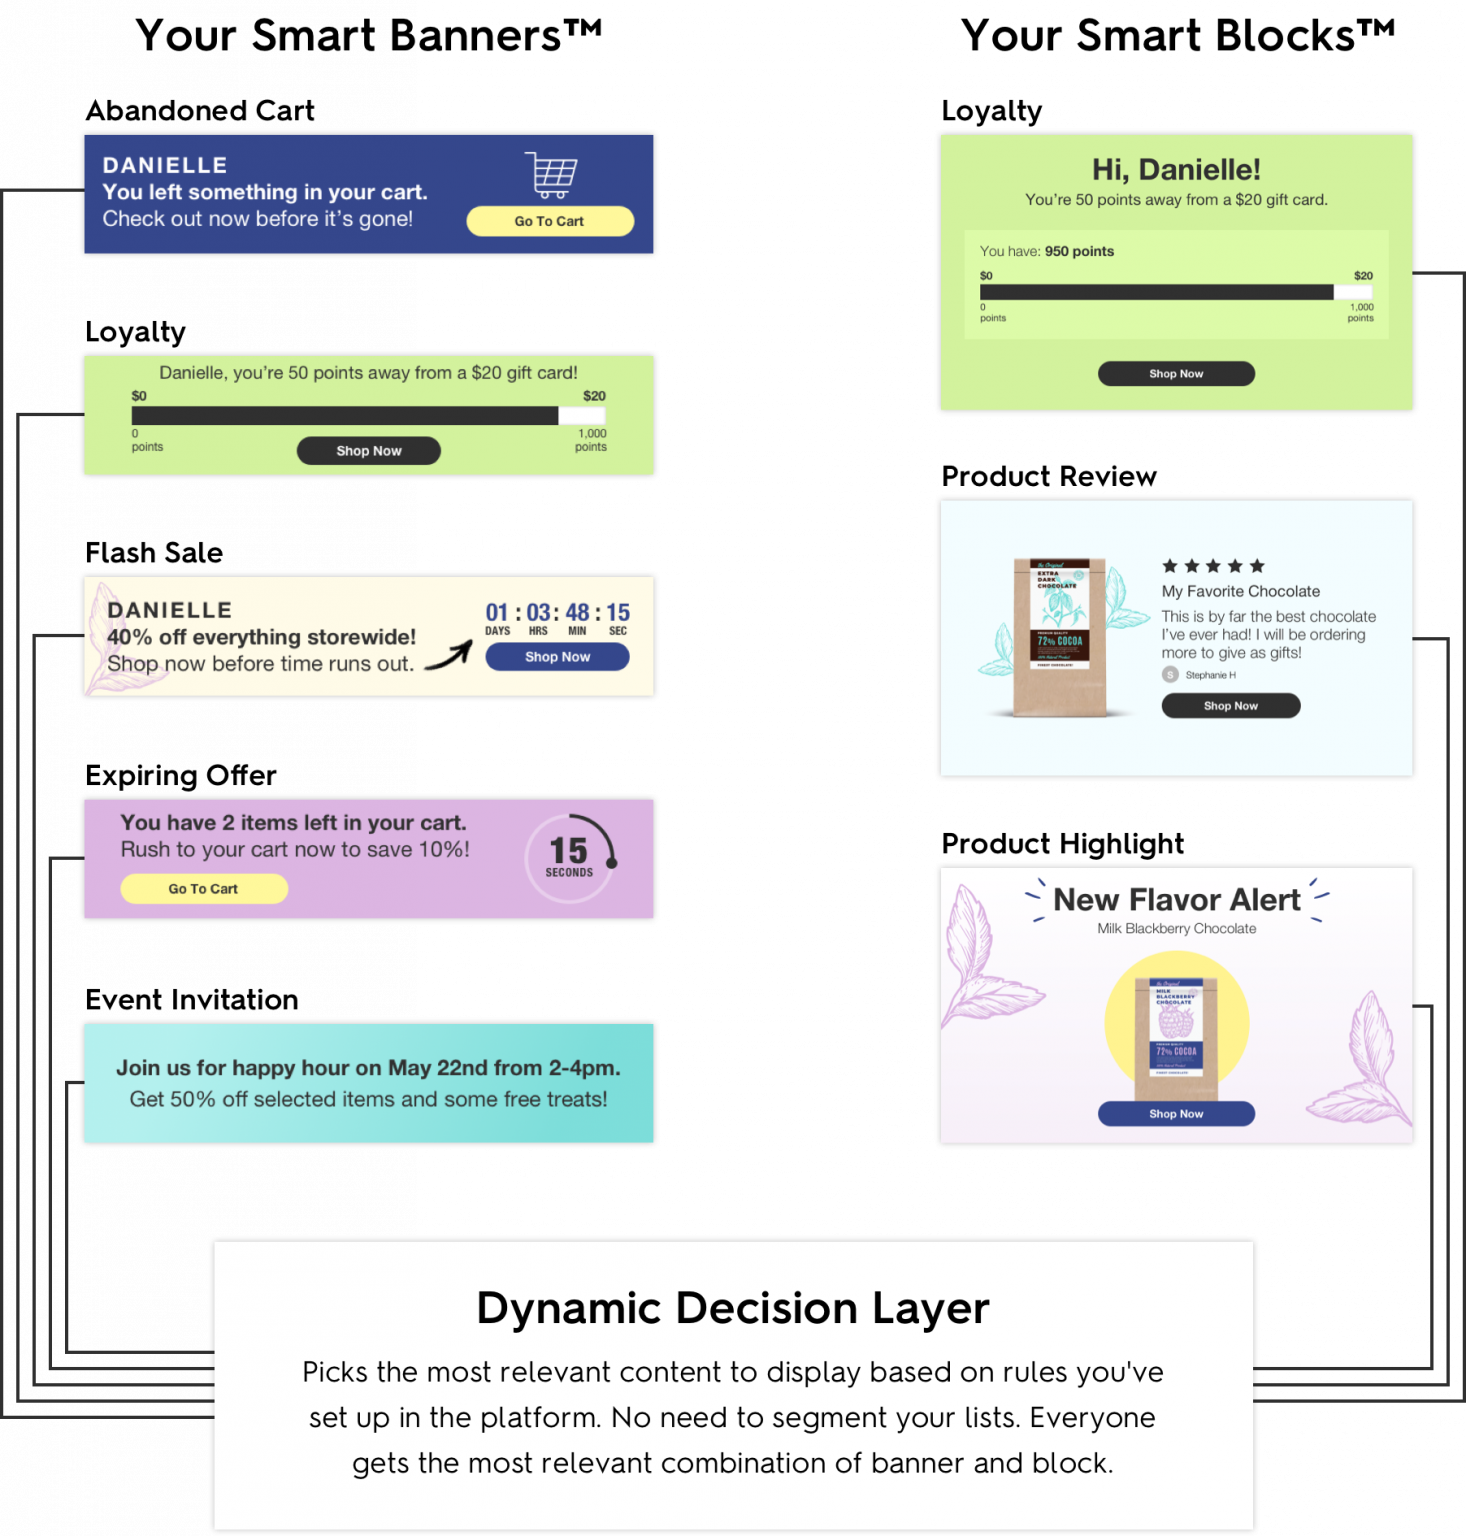 Your Smart Banners™
Abandoned Cart
DANIELLE
You left something in your cart.
Check out now before it's gone!
Go To Cart
Loyalty
Danielle, you're 50 points away from a $20 gift card!
$0 $20
0 1,000
points points
Shop Now
Flash Sale
DANIELLE
40% off everything storewide!
Shop now before time runs out.
01 : 03 : 48 : 15
DAYS HRS MIN SEC
Shop Now
Expiring Offer
You have 2 items left in your cart.
Rush to your cart now to save 10%!
Go To Cart
15
SECONDS
Event Invitation
Join us for happy hour on May 22nd from 2-4pm.
Get 50% off selected items and some free treats!
Your Smart Blocks™
Loyalty
Hi, Danielle!
You're 50 points away from a $20 gift card.
You have: 950 points
$0 $20
0 1,000
points points
Shop Now
Product Review
The Original
EXTRA
DARK
CHOCOLATE
PREMIUM QUALITY
72% COCOA
My Favorite Chocolate
This is by far the best chocolate
I've ever had! I will be ordering
more to give as gifts!
S Stephanie H
Shop Now
Product Highlight
New Flavor Alert
Milk Blackberry Chocolate
The Original
MILK
BLACKBERRY
CHOCOLATE
PREMIUM QUALITY
72% COCOA
Shop Now
Dynamic Decision Layer
Picks the most relevant content to display based on rules you've
set up in the platform. No need to segment your lists. Everyone
gets the most relevant combination of banner and block.